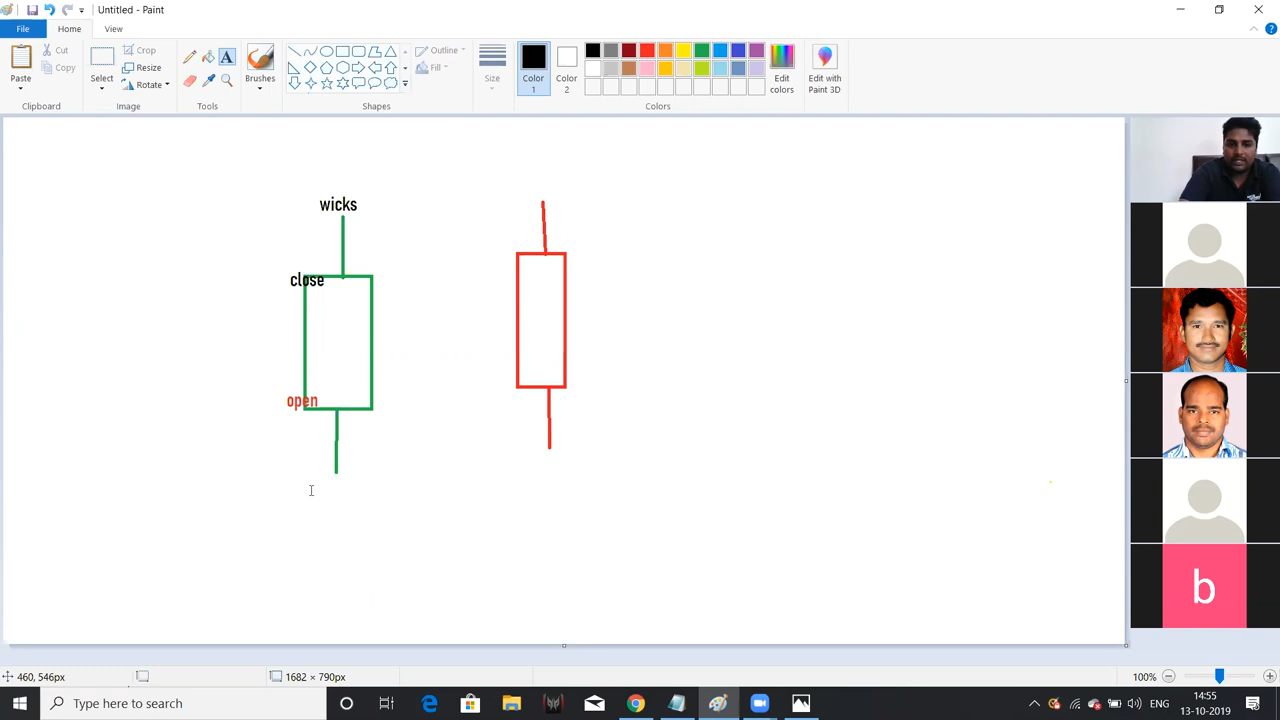 Untitled - Paint
File
Home
View
Paste
Cut
Copy
Clipboard
Select
Crop
Resize
Rotate
Image
A
Tools
Brushes
Outline
Fill
Shapes
Size
Color 1
Color 2
Edit colors
Edit with Paint 3D
Colors
wicks
close
open
b
460, 546px
1682 × 790px
100%
Type here to search
ENG
14:55
13-10-2019